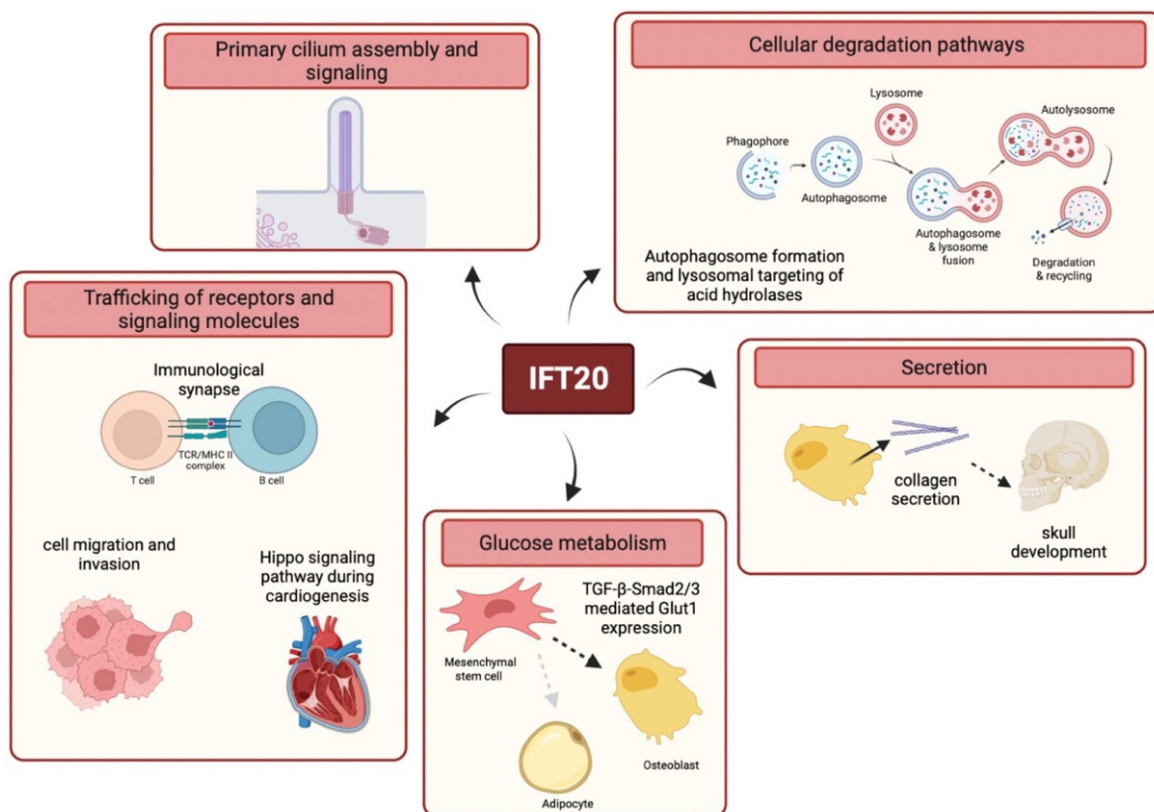 Primary cilium assembly and
signaling
Cellular degradation pathways
Lysosome
Autolysosome
Phagophore
Autophagosome
Autophagosome
& lysosome
fusion
Degradation
& recycling
Autophagosome formation
and lysosomal targeting of
acid hydrolases
Trafficking of receptors and
signaling molecules
Immunological
synapse
TCR/MHC II
complex
T cell
B cell
cell migration and
invasion
Hippo signaling
pathway during
cardiogenesis
IFT20
Secretion
collagen
secretion
skull
development
Glucose metabolism
TGF-β-Smad2/3
mediated Glut1
expression
Mesenchymal
stem cell
Osteoblast
Adipocyte